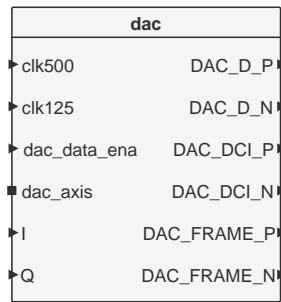 dac
clk500 DAC_D_P
clk125 DAC_D_N
dac_data_ena DAC_DCI_P
dac_axis DAC_DCI_N
I DAC_FRAME_P
Q DAC_FRAME_N